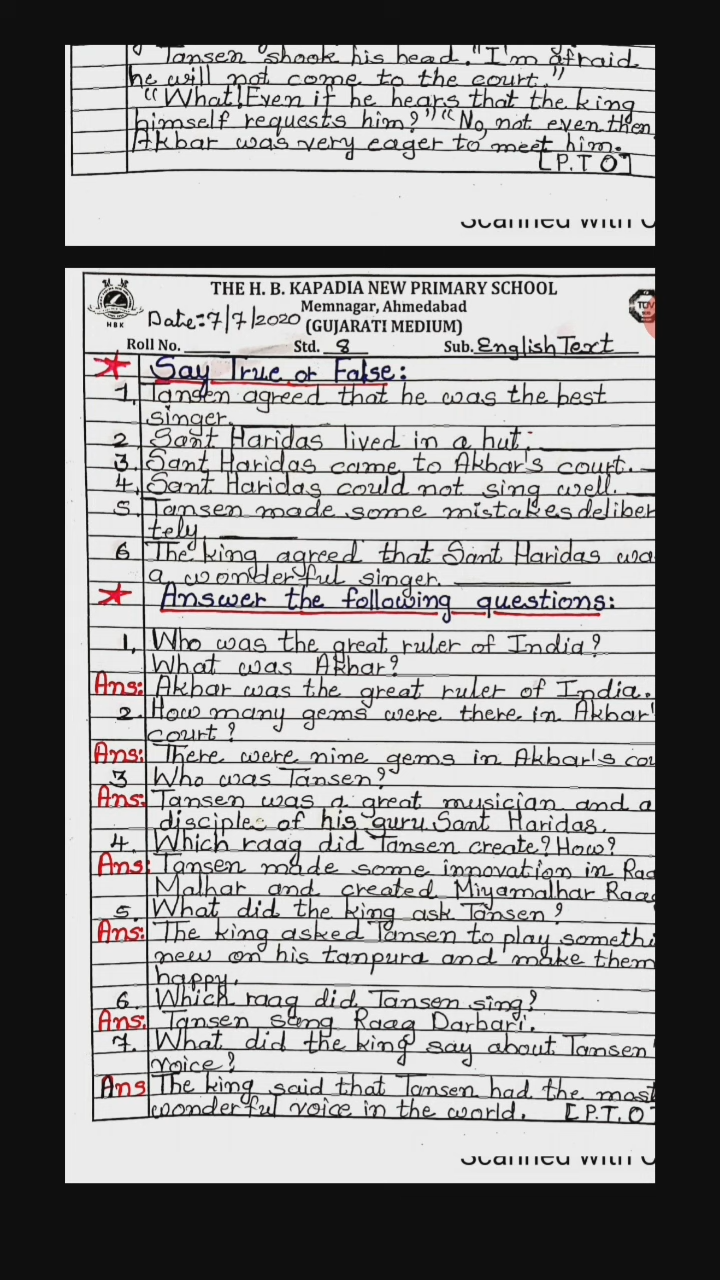 Tansen shook his head. "I'm afraid
he will not come to the court."
"What! Even if he hears that the king
himself requests him?" "No, not even then
Akbar was very eager to meet him.
[P.T O]
Scanned with C
THE H. B. KAPADIA NEW PRIMARY SCHOOL
Memnagar, Ahmedabad
Date:-7/7/2020 (GUJARATI MEDIUM)
HBK
Roll No. ____ Std. 8 Sub. English Text
Say True or False:
1. Tansen agreed that he was the best
singer.
2. Sant Haridas lived in a hut.
3. Sant Haridas came to Akbar's court.
4. Sant Haridas could not sing well.
5. Tansen made some mistakes deliber
tely.
6 The king agreed that Sant Haridas wa
a wonderful singer.
Answer the following questions:
1. Who was the great ruler of India?
What was Akbar?
Ans: Akbar was the great ruler of India.
2. How many gems were there in Akbar'
court?
Ans: There were nine gems in Akbar's cou
3 Who was Tansen?
Ans: Tansen was a great musician and a
disciple of his guru Sant Haridas.
4. Which raag did Tansen create? How?
Ans: Tansen made some innovation in Raa
Malhar and created Miyamalhar Raag
5. What did the king ask Tansen?
Ans: The king asked Tansen to play somethi
new on his tanpura and make them
happy.
6. Which raag did Tansen sing?
Ans. Tansen sang Raag Darbari.
7. What did the king say about Tansen'
voice?
Ans The king said that Tansen had the most
wonderful voice in the world. [P.T.O
Scanned with C